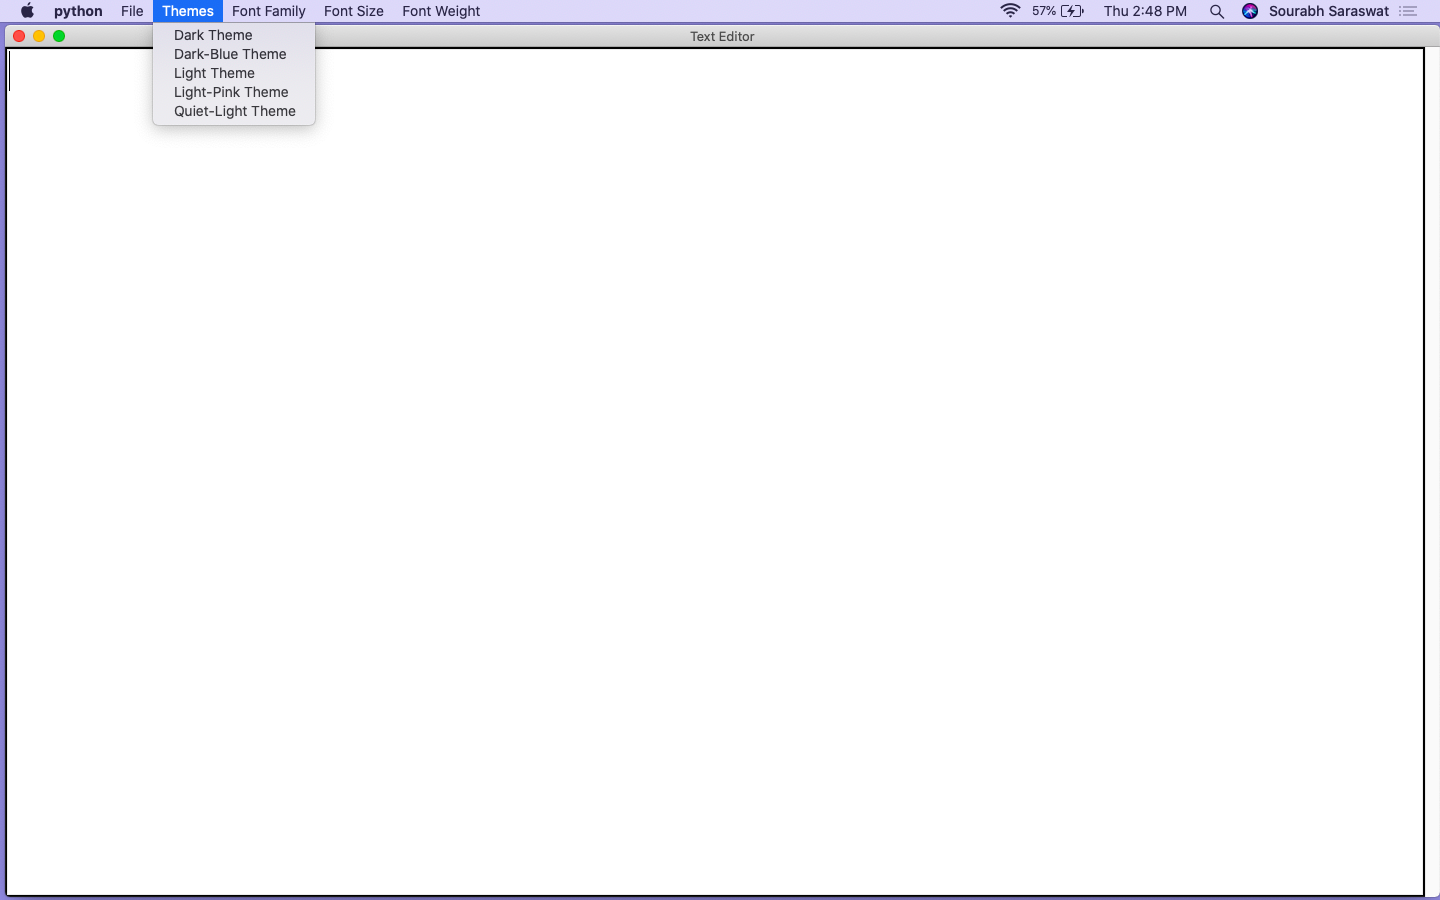 python File Themes Font Family Font Size Font Weight 57% Thu 2:48 PM Sourabh Saraswat
Text Editor
Dark Theme
Dark-Blue Theme
Light Theme
Light-Pink Theme
Quiet-Light Theme